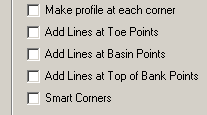 Make profile at each corner
Add Lines at Toe Points
Add Lines at Basin Points
Add Lines at Top of Bank Points
Smart Corners